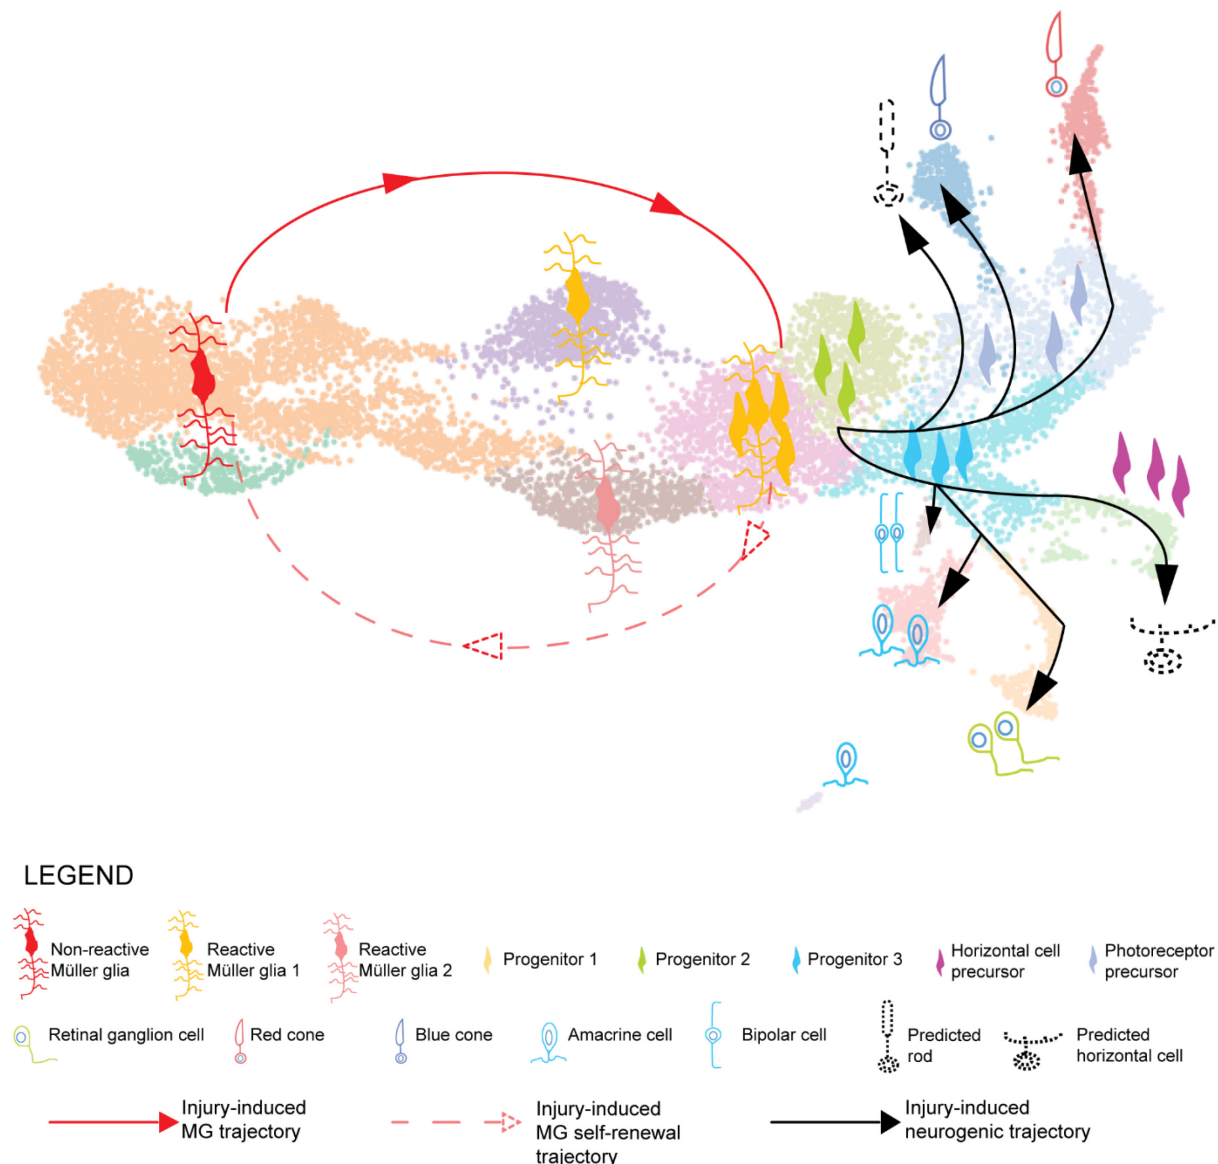 LEGEND
Non-reactive
Müller glia
Reactive
Müller glia 1
Reactive
Müller glia 2
Progenitor 1
Progenitor 2
Progenitor 3
Horizontal cell
precursor
Photoreceptor
precursor
Retinal ganglion cell
Red cone
Blue cone
Amacrine cell
Bipolar cell
Predicted
rod
Predicted
horizontal cell
Injury-induced
MG trajectory
Injury-induced
MG self-renewal
trajectory
Injury-induced
neurogenic trajectory